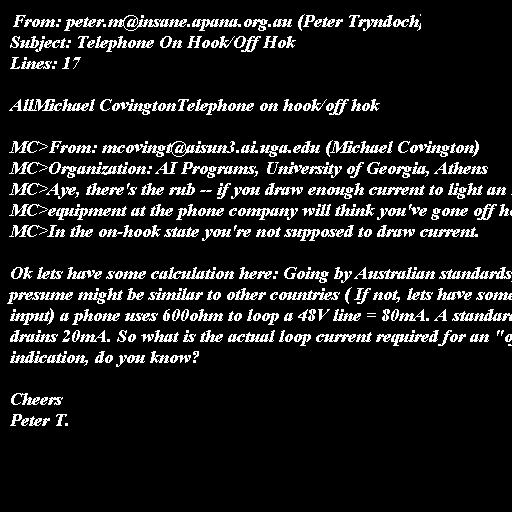 From: peter.m@insane.apana.org.au (Peter Tryndoch)
Subject: Telephone On Hook/Off Hok
Lines: 17
AllMichael CovingtonTelephone on hook/off hok
MC>From: mcovingt@aisun3.ai.uga.edu (Michael Covington)
MC>Organization: AI Programs, University of Georgia, Athens
MC>Aye, there's the rub -- if you draw enough current to light an
MC>equipment at the phone company will think you've gone off
MC>In the on-hook state you're not supposed to draw current.
Ok lets have some calculation here: Going by Australian standards,
presume might be similar to other countries ( If not, lets have some
input) a phone uses 600ohm to loop a 48V line = 80mA. A
drains 20mA. So what is the actual loop current required for an
indication, do you know?
Cheers
Peter T.